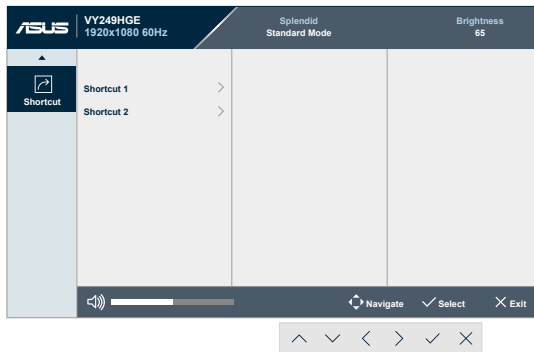 ASUS
VY249HGE
1920x1080 60Hz
Splendid
Standard Mode
Brightness
65
Shortcut
Shortcut 1
Shortcut 2
Navigate
Select
Exit